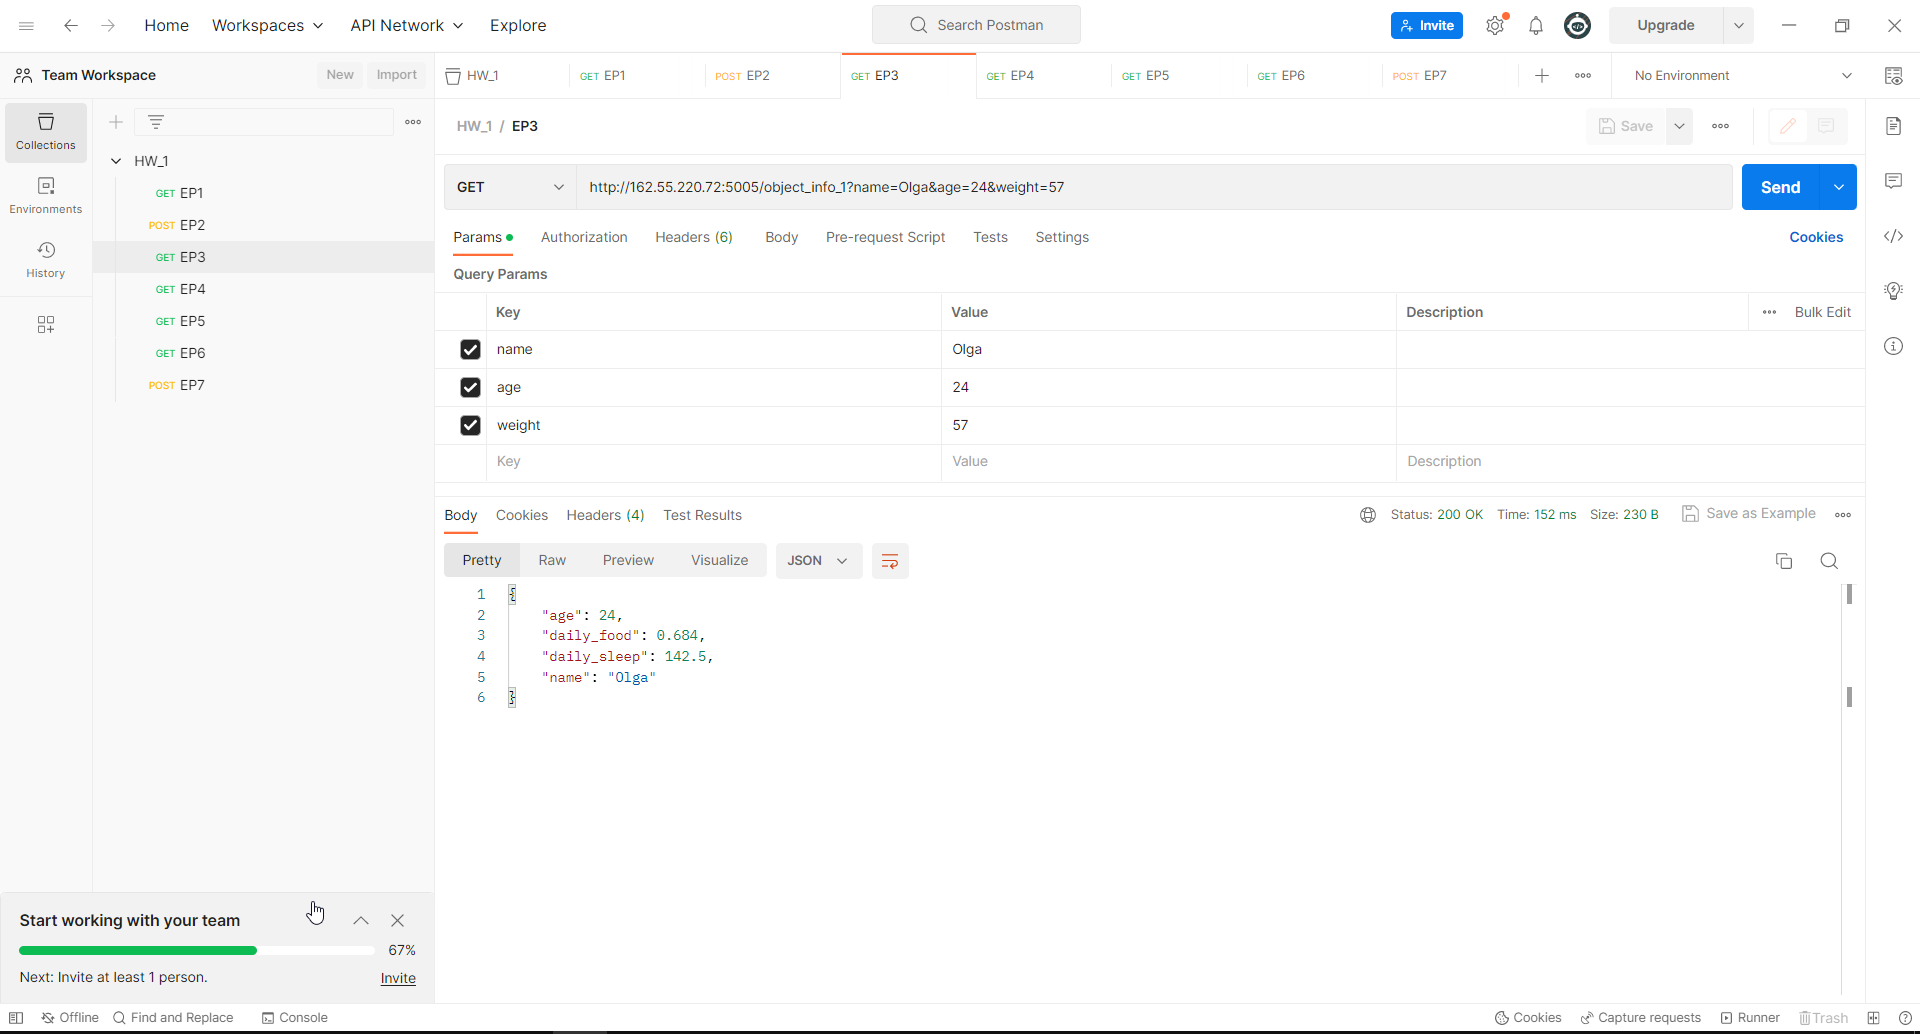 Home Workspaces API Network Explore Search Postman Invite Upgrade
Team Workspace New Import HW_1 GET EP1 POST EP2 GET EP3 GET EP4 GET EP5 GET EP6 POST EP7 No Environment
Collections
Environments
History
HW_1
GET EP1
POST EP2
GET EP3
GET EP4
GET EP5
GET EP6
POST EP7
HW_1 / EP3 Save
GET http://162.55.220.72:5005/object_info_1?name=Olga&age=24&weight=57 Send
Params Authorization Headers (6) Body Pre-request Script Tests Settings Cookies
Query Params
Key Value Description Bulk Edit
name Olga
age 24
weight 57
Key Value Description
Body Cookies Headers (4) Test Results Status: 200 OK Time: 152 ms Size: 230 B Save as Example
Pretty Raw Preview Visualize JSON
1 {
2 "age": 24,
3 "daily_food": 0.684,
4 "daily_sleep": 142.5,
5 "name": "Olga"
6 }
Start working with your team
67%
Next: Invite at least 1 person. Invite
Offline Find and Replace Console Cookies Capture requests Runner Trash